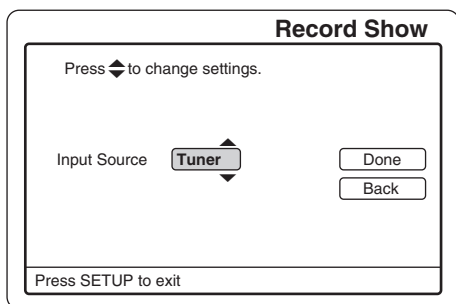 Record Show
Press to change settings.
Input Source
Tuner
Done
Back
Press SETUP to exit